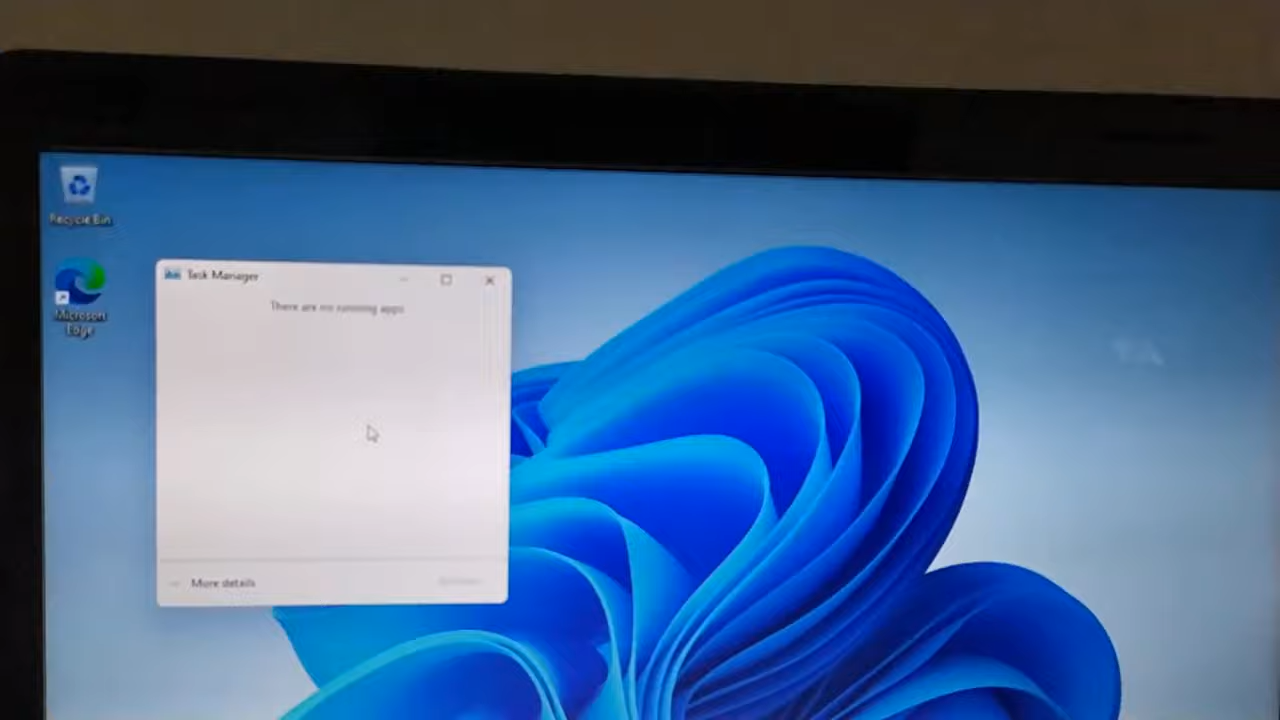 Recycle Bin
Task Manager
There are no running apps
Microsoft
Edge
More details